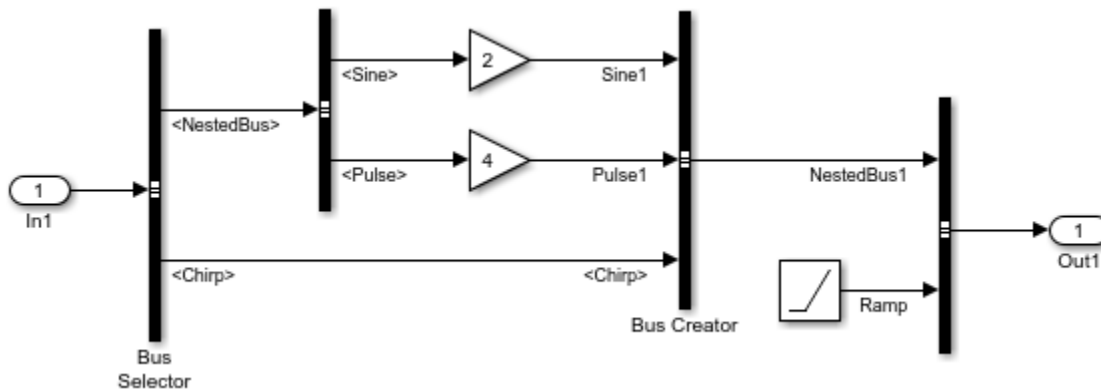 <Sine>
2
Sine1
<NestedBus>
<Pulse>
4
Pulse1
NestedBus1
1
In1
1
Out1
<Chirp>
<Chirp>
Ramp
Bus Creator
Bus
Selector